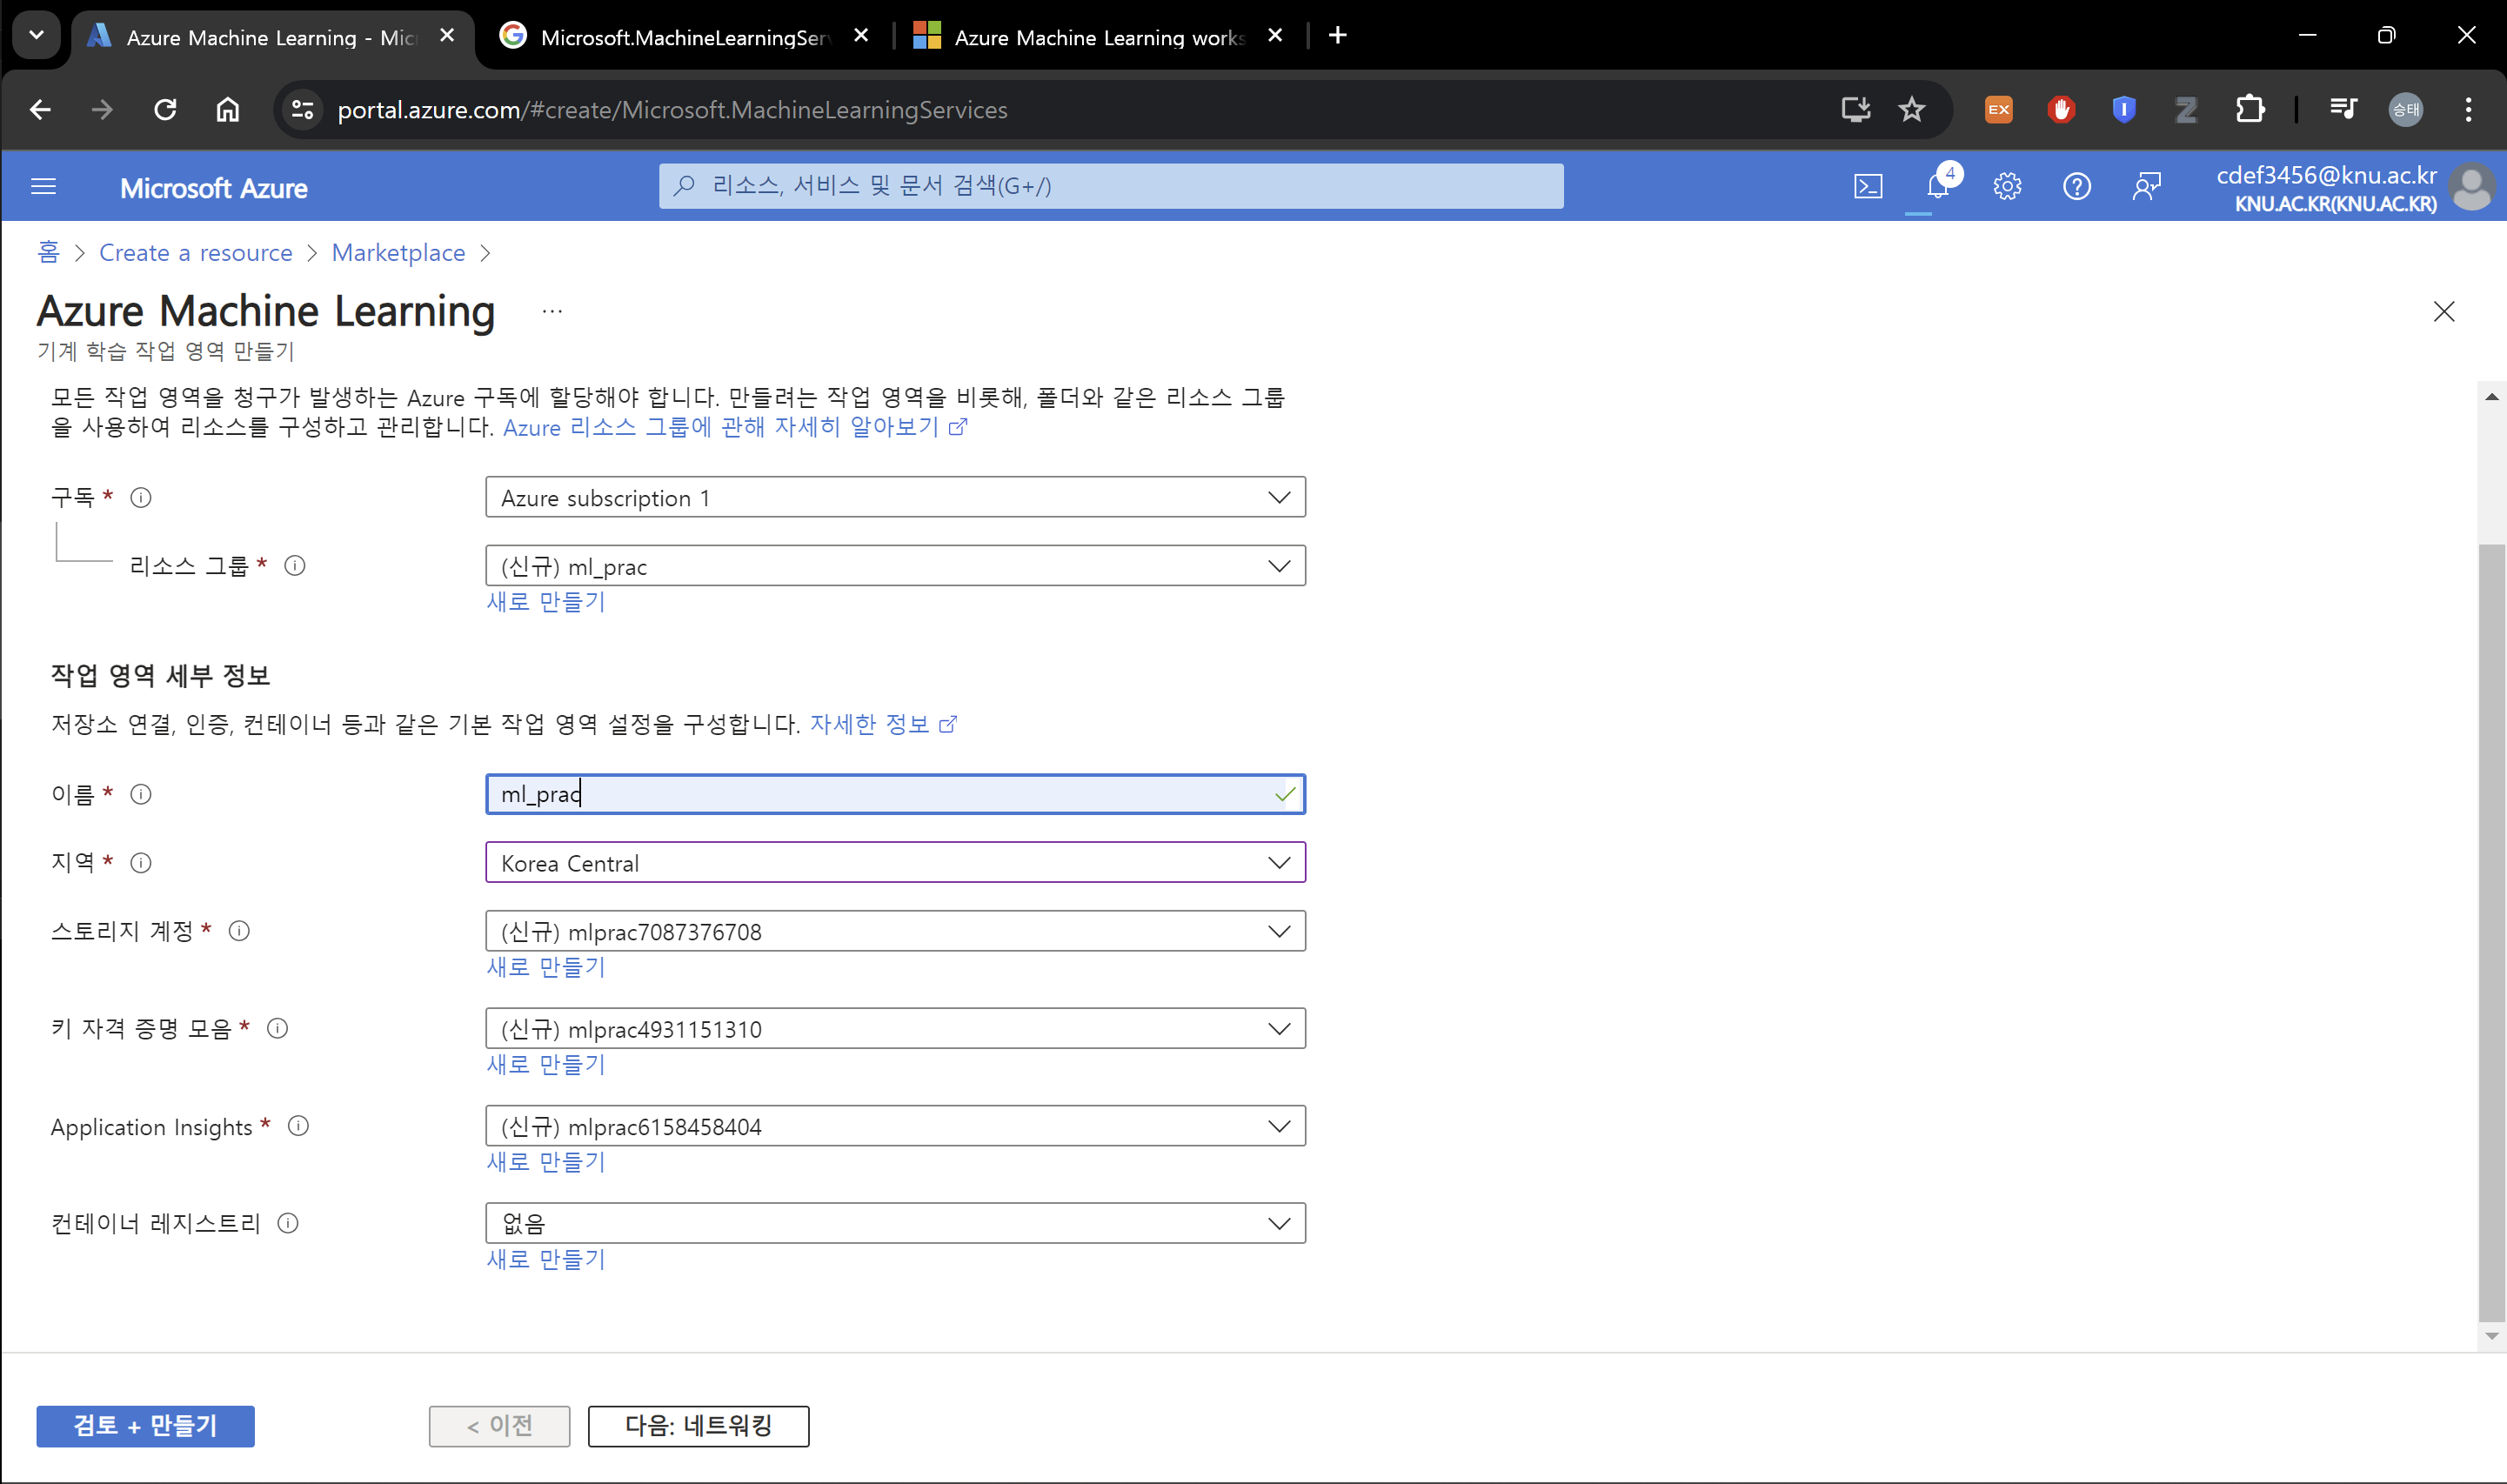 Azure Machine Learning - Mic
Microsoft.MachineLearningSer
Azure Machine Learning works
portal.azure.com/#create/Microsoft.MachineLearningServices
EX
승태
Microsoft Azure
리소스, 서비스 및 문서 검색(G+/)
4
cdef3456@knu.ac.kr
KNU.AC.KR(KNU.AC.KR)
홈 > Create a resource > Marketplace >
Azure Machine Learning ...
기계 학습 작업 영역 만들기
모든 작업 영역을 청구가 발생하는 Azure 구독에 할당해야 합니다. 만들려는 작업 영역을 비롯해, 폴더와 같은 리소스 그룹
을 사용하여 리소스를 구성하고 관리합니다. Azure 리소스 그룹에 관해 자세히 알아보기
구독 * Azure subscription 1
리소스 그룹 * (신규) ml_prac
새로 만들기
작업 영역 세부 정보
저장소 연결, 인증, 컨테이너 등과 같은 기본 작업 영역 설정을 구성합니다. 자세한 정보
이름 * ml_prac
지역 * Korea Central
스토리지 계정 * (신규) mlprac7087376708
새로 만들기
키 자격 증명 모음 * (신규) mlprac4931151310
새로 만들기
Application Insights * (신규) mlprac6158458404
새로 만들기
컨테이너 레지스트리 없음
새로 만들기
검토 + 만들기
< 이전
다음: 네트워킹